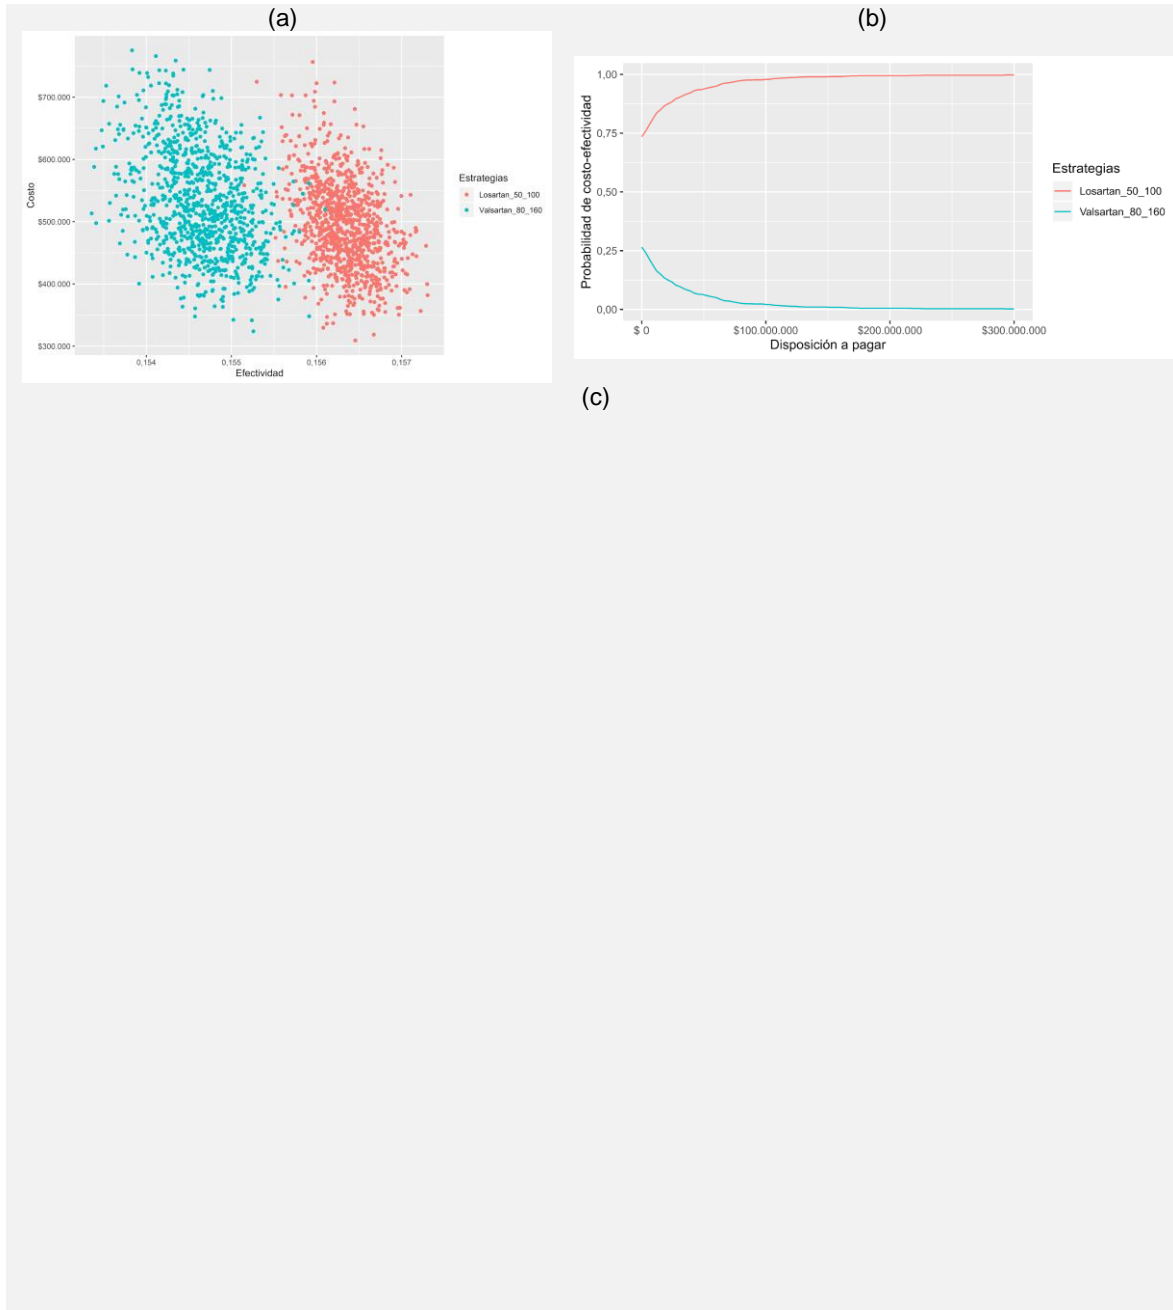 (a)
$700.000
$600.000
$500.000
$400.000
$300.000
Costo
0,154 0,155 0,156 0,157
Efectividad
Estrategias
Losartan_50_100
Valsartan_80_160
(b)
1,00
0,75
0,50
0,25
0,00
Probabilidad de costo-efectividad
$ 0 $100.000.000 $200.000.000 $300.000.000
Disposición a pagar
Estrategias
Losartan_50_100
Valsartan_80_160
(c)